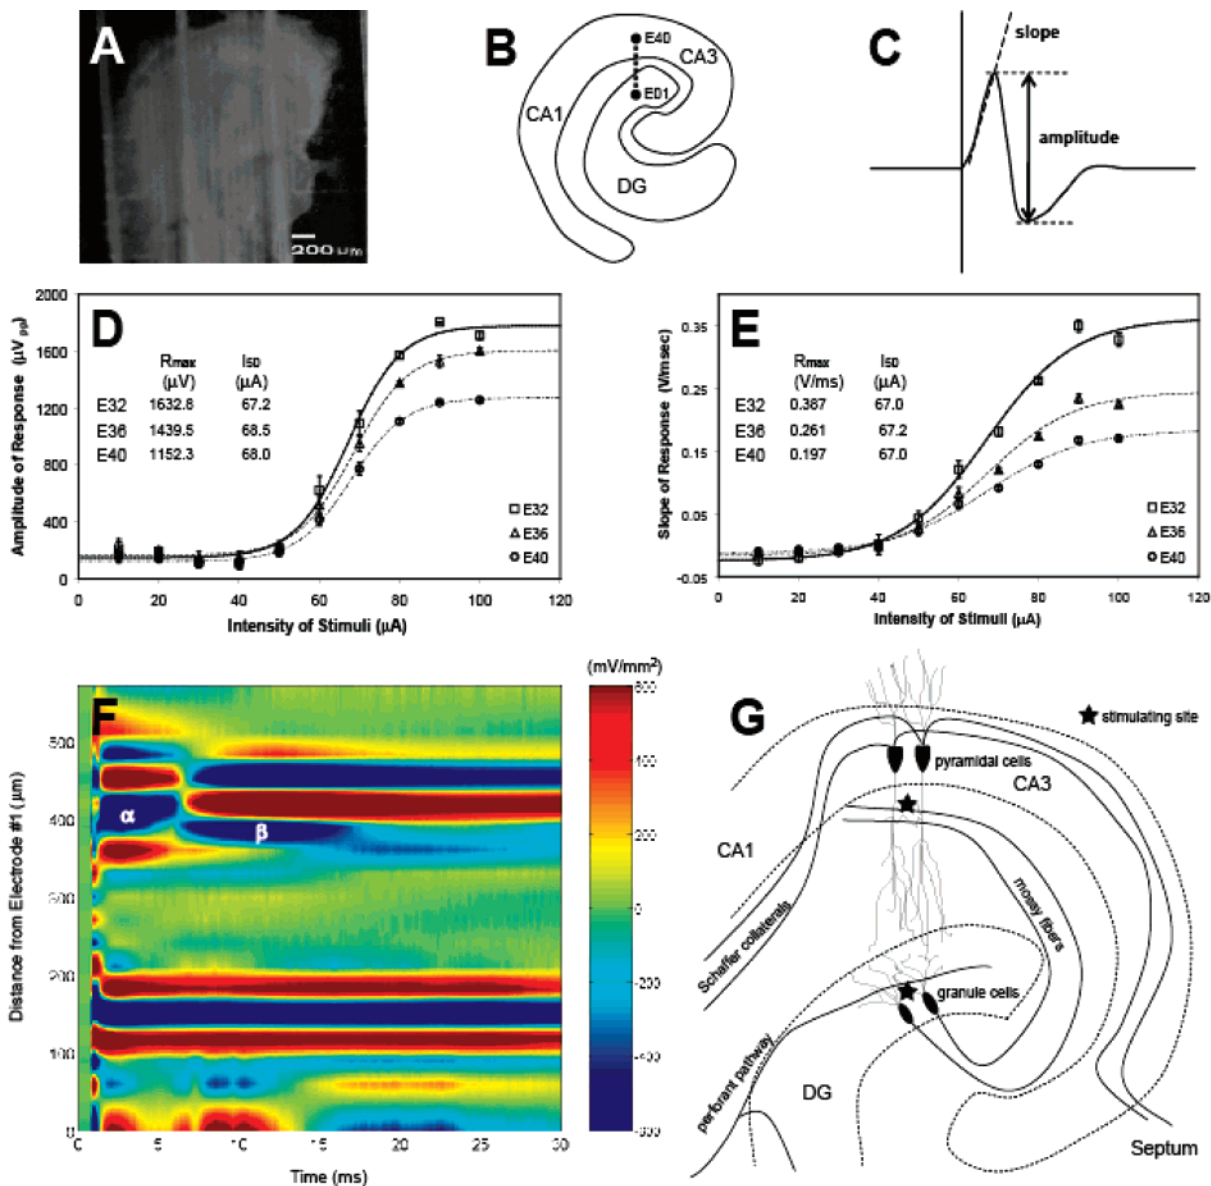 A
200 µm
B
E40
CA3
E01
CA1
DG
C
slope
amplitude
D
Amplitude of Response (µVpp)
2000
1600
1200
800
400
0
Rmax I50
(µV) (µA)
E32 1632.8 67.2
E36 1439.5 68.5
E40 1152.3 68.0
E32
E36
E40
0 20 40 60 80 100 120
Intensity of Stimuli (µA)
E
Slope of Response (V/msec)
0.35
0.25
0.15
0.05
-0.05
Rmax I50
(V/ms) (µA)
E32 0.387 67.0
E36 0.261 67.2
E40 0.197 67.0
E32
E36
E40
0 20 40 60 80 100 120
Intensity of Stimuli (µA)
F
Distance from Electrode #1 (µm)
500
400
300
200
100
0
α
β
0 5 10 15 20 25 30
Time (ms)
(mV/mm²)
600
400
200
0
-200
-400
-600
G
stimulating site
pyramidal cells
CA3
CA1
mossy fibers
Schaffer collaterals
granule cells
perforant pathway
DG
Septum